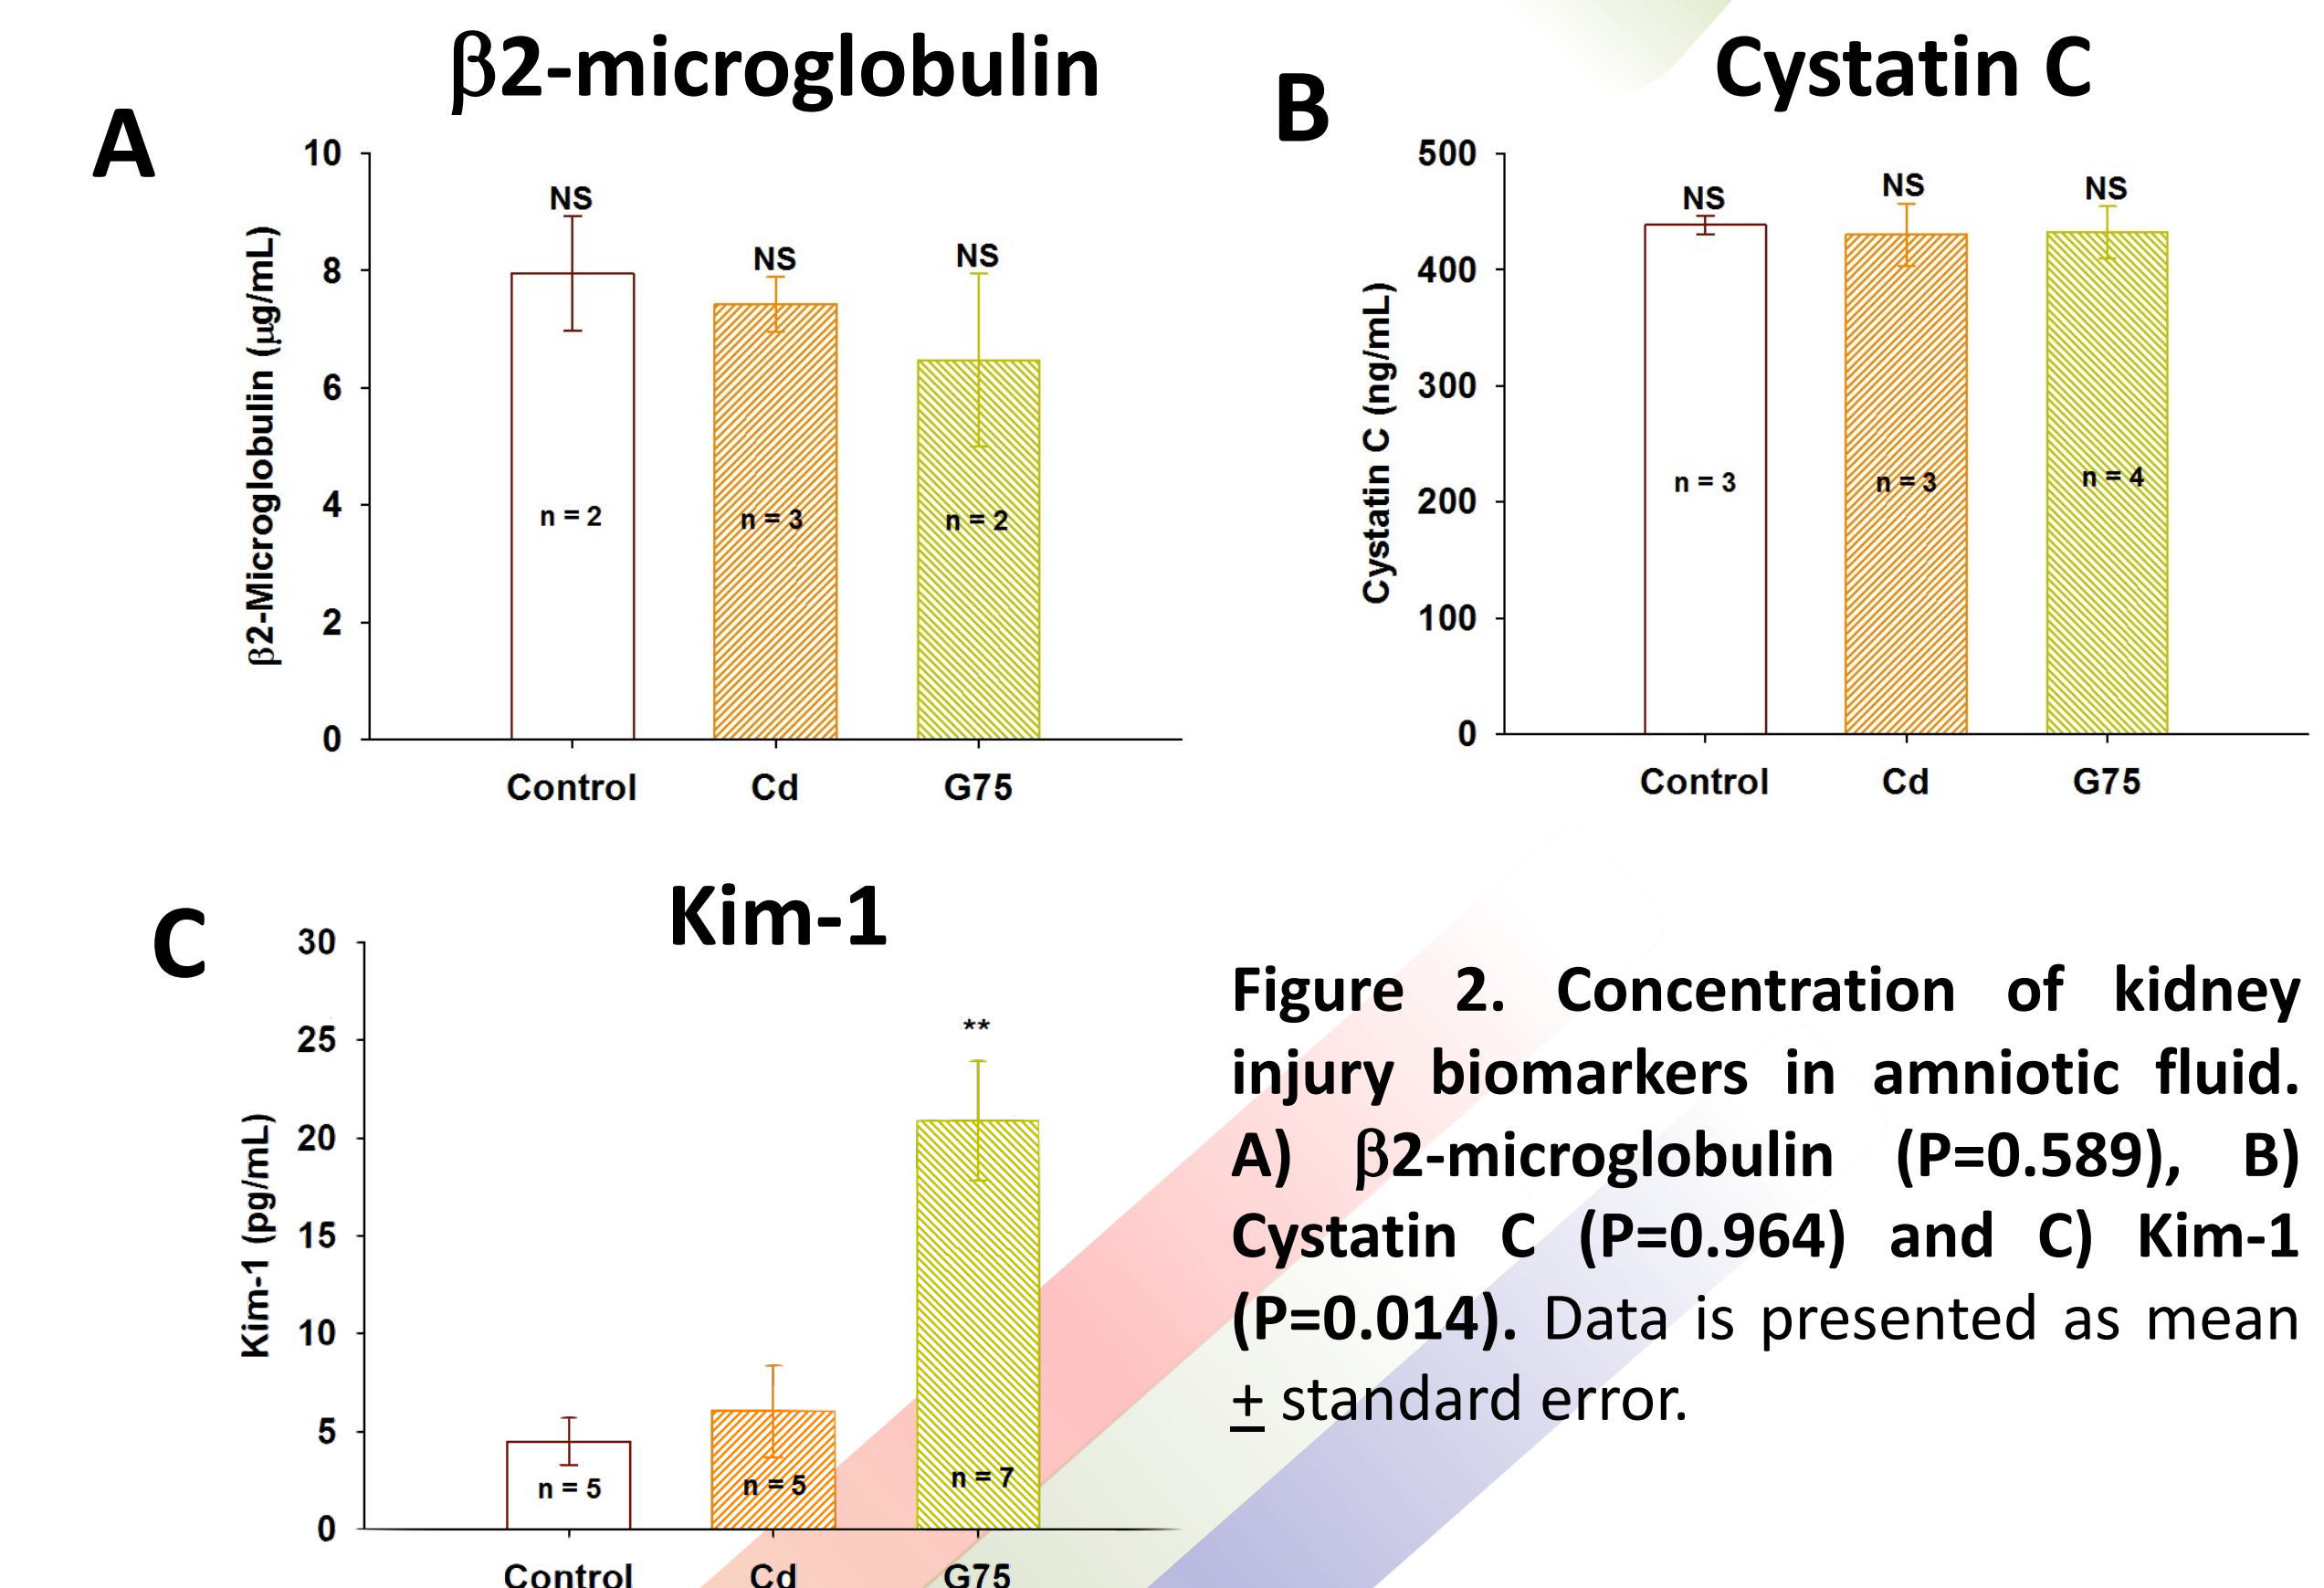 β2-microglobulin
A
10
8
6
4
2
0
β2-Microglobulin (μg/mL)
NS
NS
NS
n = 2
n = 3
n = 2
Control
Cd
G75
Cystatin C
B
500
400
300
200
100
0
Cystatin C (ng/mL)
NS
NS
NS
n = 3
n = 3
n = 4
Control
Cd
G75
Kim-1
C
30
25
20
15
10
5
0
Kim-1 (pg/mL)
**
n = 5
n = 5
n = 7
Control
Cd
G75
Figure 2. Concentration of kidney
injury biomarkers in amniotic fluid.
A) β2-microglobulin (P=0.589), B)
Cystatin C (P=0.964) and C) Kim-1
(P=0.014). Data is presented as mean
± standard error.